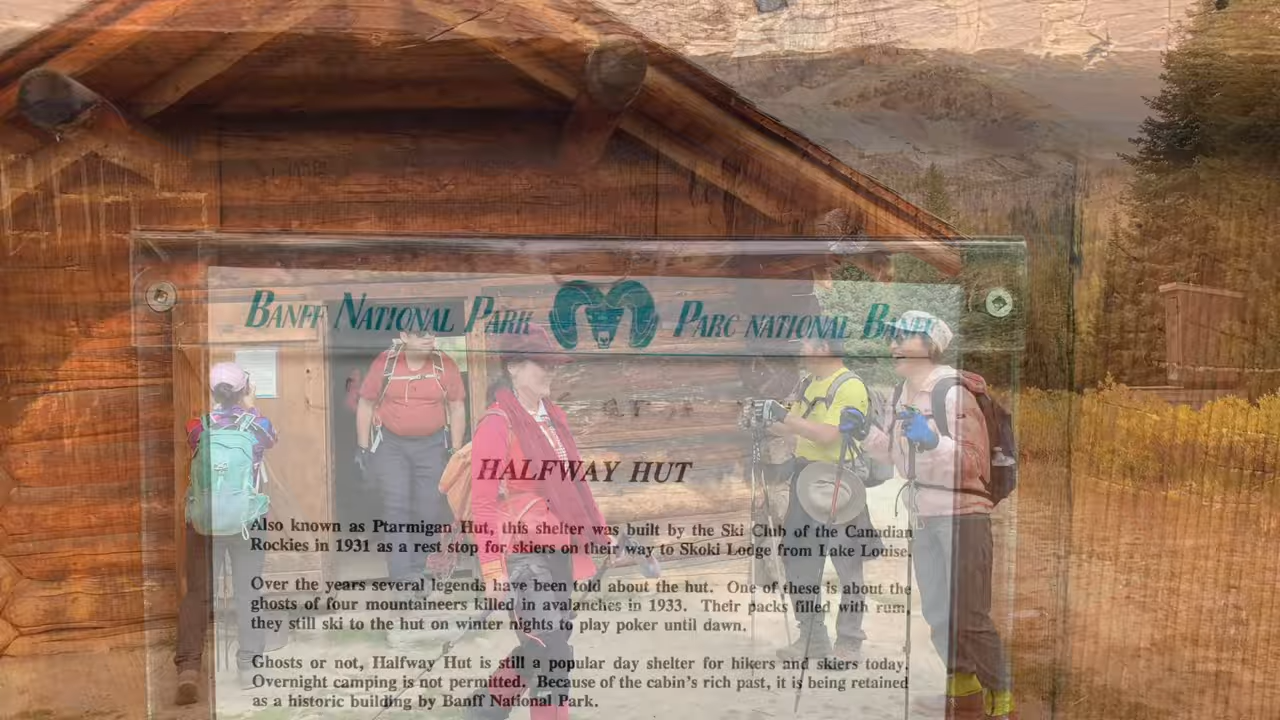 BANFF NATIONAL PARK PARC NATIONAL BANFF
HALFWAY HUT
Also known as Ptarmigan Hut, this shelter was built by the Ski Club of the Canadian
Rockies in 1931 as a rest stop for skiers on their way to Skoki Lodge from Lake Louise.
Over the years several legends have been told about the hut. One of these is about the
ghosts of four mountaineers killed in avalanches in 1933. Their packs filled with rum,
they still ski to the hut on winter nights to play poker until dawn.
Ghosts or not, Halfway Hut is still a popular day shelter for hikers and skiers today.
Overnight camping is not permitted. Because of the cabin's rich past, it is being retained
as a historic building by Banff National Park.